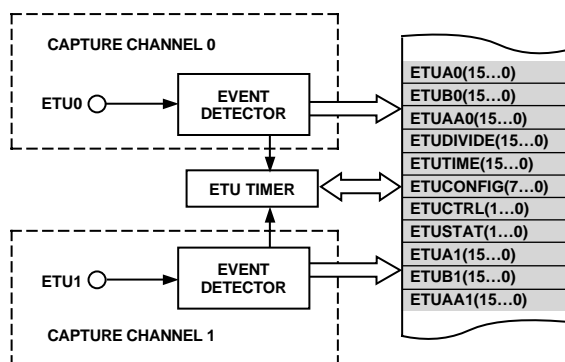 CAPTURE CHANNEL 0
ETU0
EVENT
DETECTOR
ETU TIMER
ETU1
EVENT
DETECTOR
CAPTURE CHANNEL 1
ETUA0(15...0)
ETUB0(15...0)
ETUAA0(15...0)
ETUDIVIDE(15...0)
ETUTIME(15...0)
ETUCONFIG(7...0)
ETUCTRL(1...0)
ETUSTAT(1...0)
ETUA1(15...0)
ETUB1(15...0)
ETUAA1(15...0)